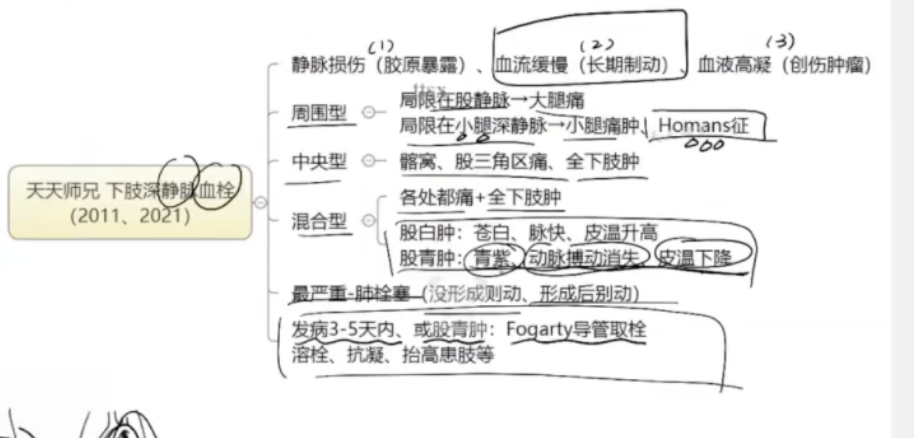 （1） （2） （3）
静脉损伤（胶原暴露）、血流缓慢（长期制动）、血液高凝（创伤肿瘤）
周围型
局限在股静脉→大腿痛
局限在小腿深静脉→小腿痛肿、Homans征
中央型
髂窝、股三角区痛、全下肢肿
天天师兄 下肢深静脉血栓
（2011、2021）
混合型
各处都痛+全下肢肿
股白肿：苍白、脉快、皮温升高
股青肿：青紫、动脉搏动消失、皮温下降
最严重-肺栓塞（没形成则动、形成后别动）
发病3-5天内、或股青肿：Fogarty导管取栓
溶栓、抗凝、抬高患肢等